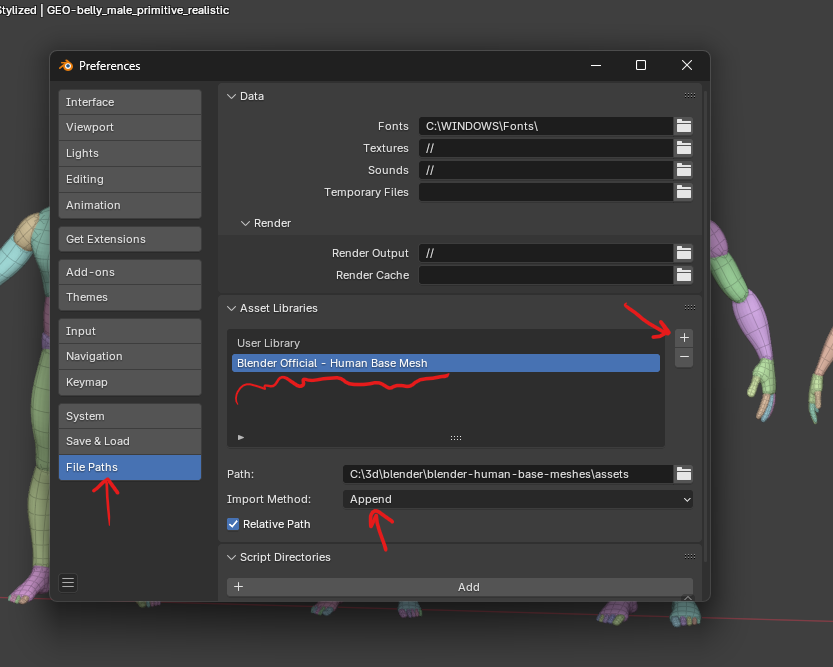 Stylized | GEO-belly_male_primitive_realistic
Preferences
Interface
Viewport
Lights
Editing
Animation
Get Extensions
Add-ons
Themes
Input
Navigation
Keymap
System
Save & Load
File Paths
Data
Fonts C:\WINDOWS\Fonts\
Textures //
Sounds //
Temporary Files
Render
Render Output //
Render Cache
Asset Libraries
User Library
Blender Official - Human Base Mesh
Path: C:\3d\blender\blender-human-base-meshes\assets
Import Method: Append
Relative Path
Script Directories
Add